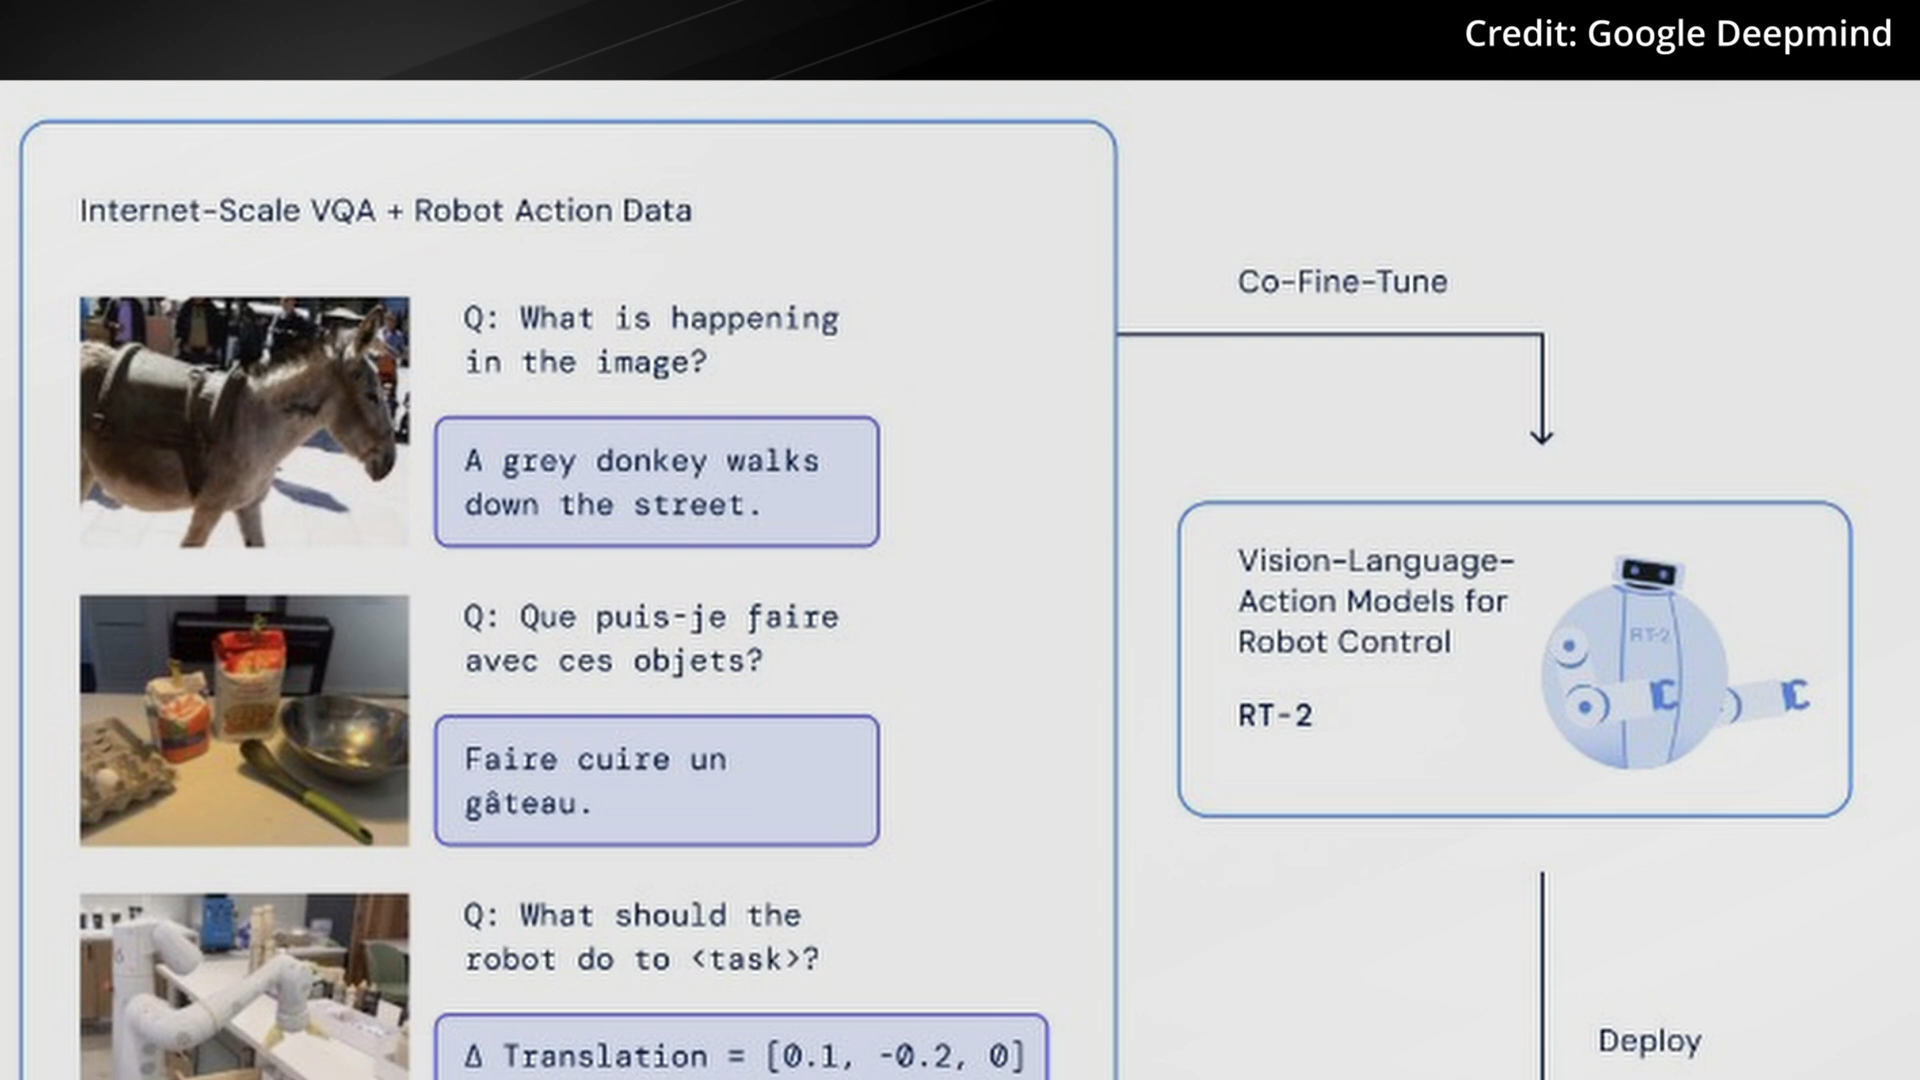 Credit: Google Deepmind
Internet-Scale VQA + Robot Action Data
Q: What is happening
in the image?
A grey donkey walks
down the street.
Q: Que puis-je faire
avec ces objets?
Faire cuire un
gâteau.
Q: What should the
robot do to <task>?
Δ Translation = [0.1, -0.2, 0]
Co-Fine-Tune
Vision-Language-
Action Models for
Robot Control
RT-2
RT-2
Deploy